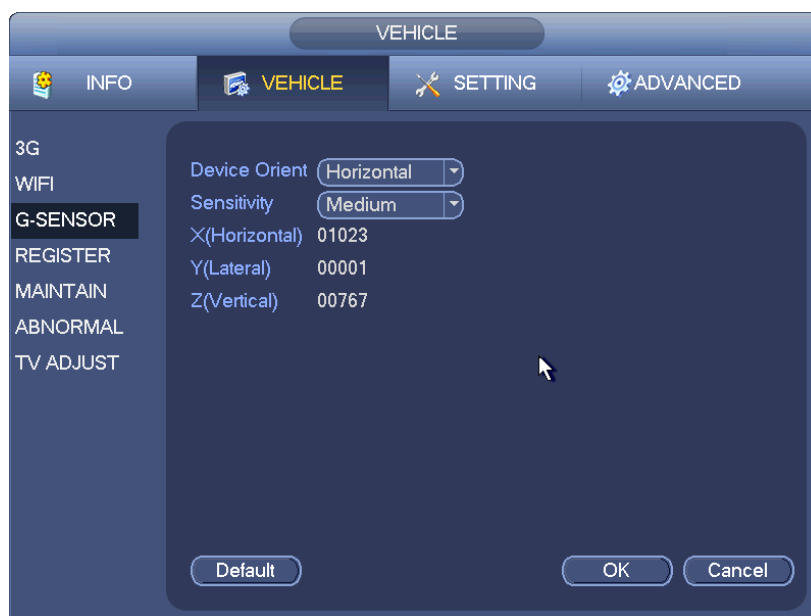 VEHICLE
INFO VEHICLE SETTING ADVANCED
3G
WIFI
G-SENSOR
REGISTER
MAINTAIN
ABNORMAL
TV ADJUST
Device Orient Horizontal
Sensitivity Medium
X(Horizontal) 01023
Y(Lateral) 00001
Z(Vertical) 00767
Default OK Cancel